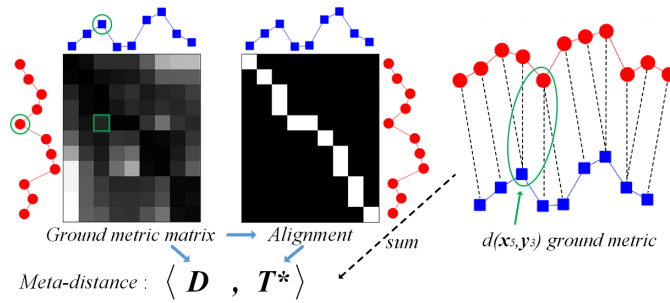 Ground metric matrix
Alignment
sum
d(x₅,y₃) ground metric
Meta-distance : ⟨ D , T* ⟩